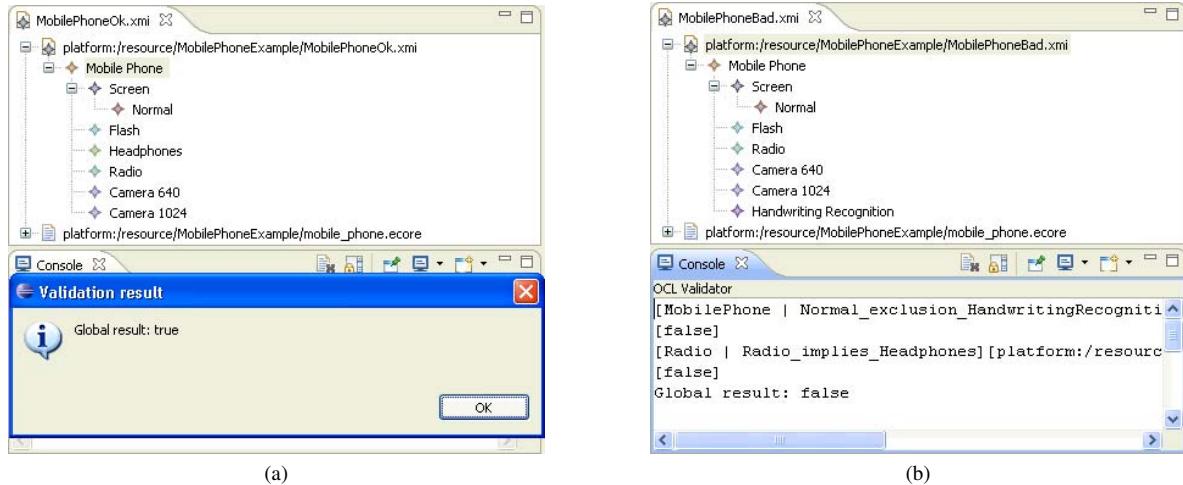 MobilePhoneOk.xmi
platform:/resource/MobilePhoneExample/MobilePhoneOk.xmi
Mobile Phone
Screen
Normal
Flash
Headphones
Radio
Camera 640
Camera 1024
platform:/resource/MobilePhoneExample/mobile_phone.ecore
Console
Validation result
Global result: true
OK
(a)
MobilePhoneBad.xmi
platform:/resource/MobilePhoneExample/MobilePhoneBad.xmi
Mobile Phone
Screen
Normal
Flash
Radio
Camera 640
Camera 1024
Handwriting Recognition
platform:/resource/MobilePhoneExample/mobile_phone.ecore
Console
OCL Validator
[MobilePhone | Normal_exclusion_HandwritingRecogniti
[false]
[Radio | Radio_implies_Headphones][platform:/resourc
[false]
Global result: false
(b)